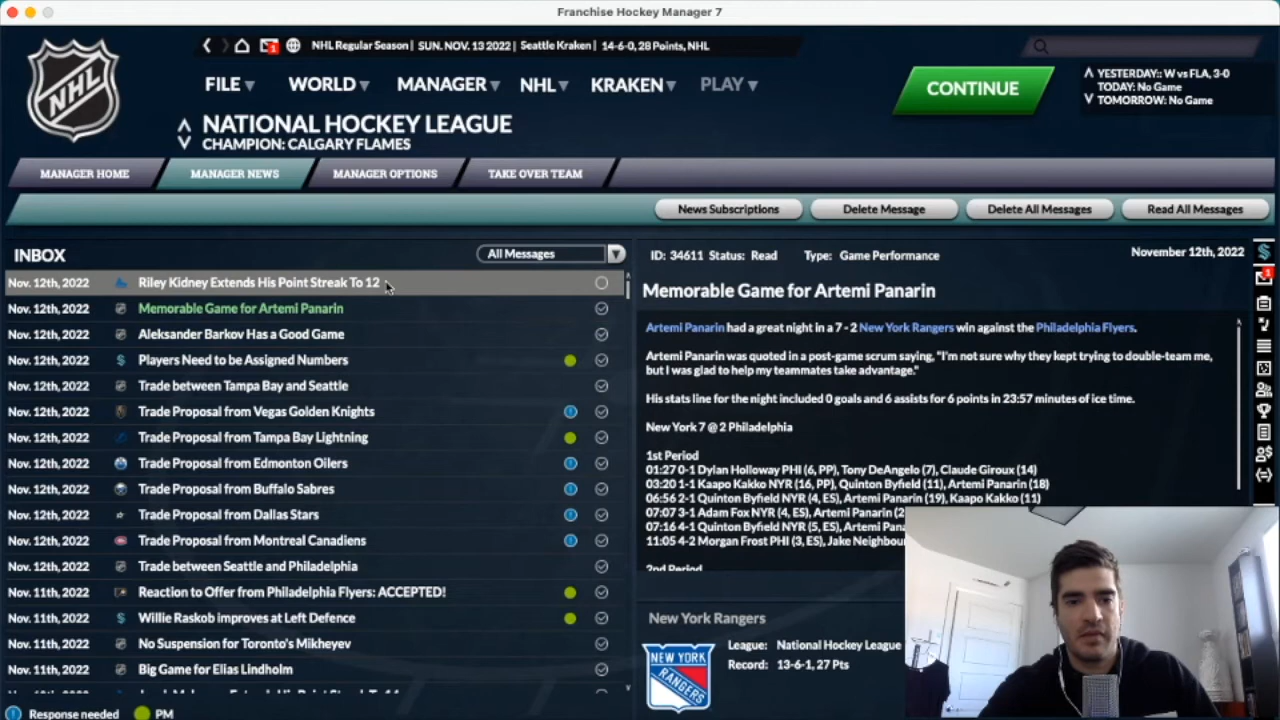 Franchise Hockey Manager 7
NHL Regular Season | SUN. NOV. 13 2022 | Seattle Kraken | 14-6-0, 28 Points, NHL
NHL
FILE WORLD MANAGER NHL KRAKEN PLAY
CONTINUE
YESTERDAY:: W vs FLA, 3-0
TODAY: No Game
TOMORROW: No Game
NATIONAL HOCKEY LEAGUE
CHAMPION: CALGARY FLAMES
MANAGER HOME MANAGER NEWS MANAGER OPTIONS TAKE OVER TEAM
News Subscriptions Delete Message Delete All Messages Read All Messages
INBOX All Messages
Nov. 12th, 2022 Riley Kidney Extends His Point Streak To 12
Nov. 12th, 2022 Memorable Game for Artemi Panarin
Nov. 12th, 2022 Aleksander Barkov Has a Good Game
Nov. 12th, 2022 Players Need to be Assigned Numbers
Nov. 12th, 2022 Trade between Tampa Bay and Seattle
Nov. 12th, 2022 Trade Proposal from Vegas Golden Knights
Nov. 12th, 2022 Trade Proposal from Tampa Bay Lightning
Nov. 12th, 2022 Trade Proposal from Edmonton Oilers
Nov. 12th, 2022 Trade Proposal from Buffalo Sabres
Nov. 12th, 2022 Trade Proposal from Dallas Stars
Nov. 12th, 2022 Trade Proposal from Montreal Canadiens
Nov. 12th, 2022 Trade between Seattle and Philadelphia
Nov. 11th, 2022 Reaction to Offer from Philadelphia Flyers: ACCEPTED!
Nov. 11th, 2022 Willie Raskob improves at Left Defence
Nov. 11th, 2022 No Suspension for Toronto's Mikheyev
Nov. 11th, 2022 Big Game for Elias Lindholm
Response needed PM
ID: 34611 Status: Read Type: Game Performance November 12th, 2022
Memorable Game for Artemi Panarin
Artemi Panarin had a great night in a 7 - 2 New York Rangers win against the Philadelphia Flyers.
Artemi Panarin was quoted in a post-game scrum saying, "I'm not sure why they kept trying to double-team me,
but I was glad to help my teammates take advantage."
His stats line for the night included 0 goals and 6 assists for 6 points in 23:57 minutes of ice time.
New York 7 @ 2 Philadelphia
1st Period
01:27 0-1 Dylan Holloway PHI (6, PP), Tony DeAngelo (7), Claude Giroux (14)
03:20 1-1 Kaapo Kakko NYR (16, PP), Quinton Byfield (11), Artemi Panarin (18)
06:56 2-1 Quinton Byfield NYR (4, ES), Artemi Panarin (19), Kaapo Kakko (11)
07:07 3-1 Adam Fox NYR (4, ES), Artemi Panarin (2
07:16 4-1 Quinton Byfield NYR (5, ES), Artemi Pana
11:05 4-2 Morgan Frost PHI (3, ES), Jake Neighbou
2nd Period
New York Rangers
NEW YORK
RANGERS
League: National Hockey League
Record: 13-6-1, 27 Pts